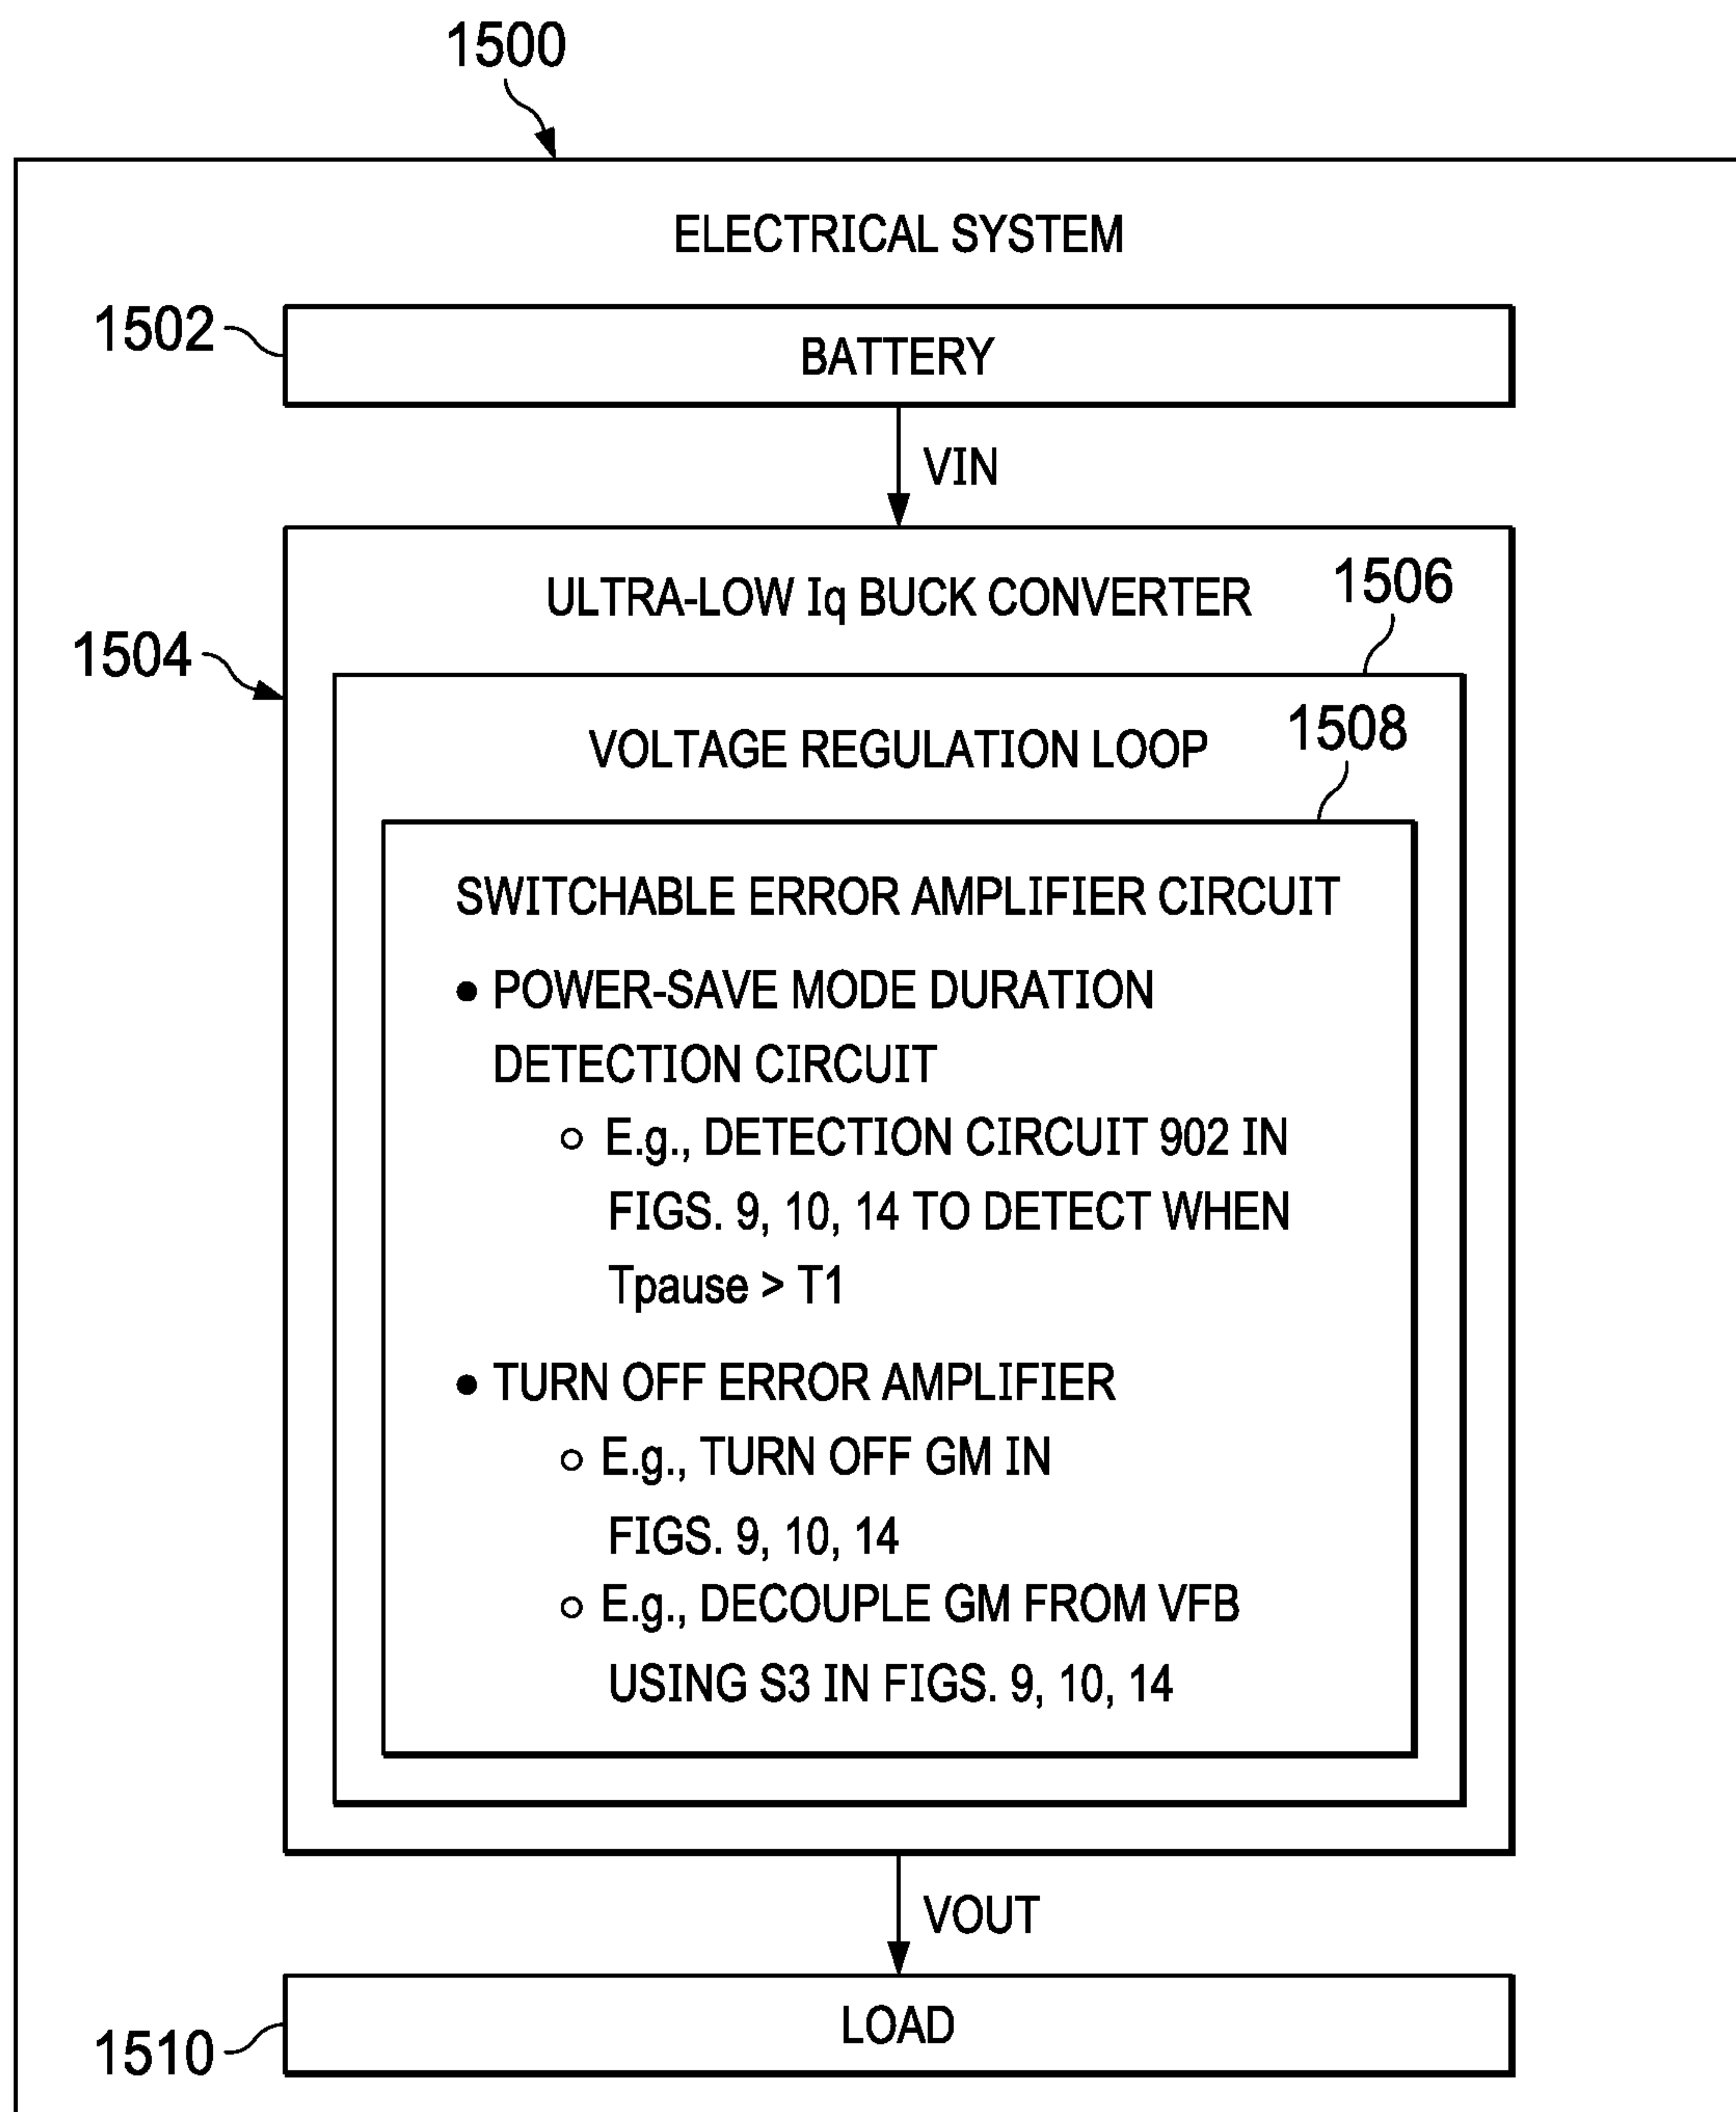 1500
ELECTRICAL SYSTEM
1502
BATTERY
VIN
ULTRA-LOW Iq BUCK CONVERTER
1506
1504
VOLTAGE REGULATION LOOP
1508
SWITCHABLE ERROR AMPLIFIER CIRCUIT
● POWER-SAVE MODE DURATION
DETECTION CIRCUIT
○ E.g., DETECTION CIRCUIT 902 IN
FIGS. 9, 10, 14 TO DETECT WHEN
Tpause > T1
● TURN OFF ERROR AMPLIFIER
○ E.g., TURN OFF GM IN
FIGS. 9, 10, 14
○ E.g., DECOUPLE GM FROM VFB
USING S3 IN FIGS. 9, 10, 14
VOUT
LOAD
1510